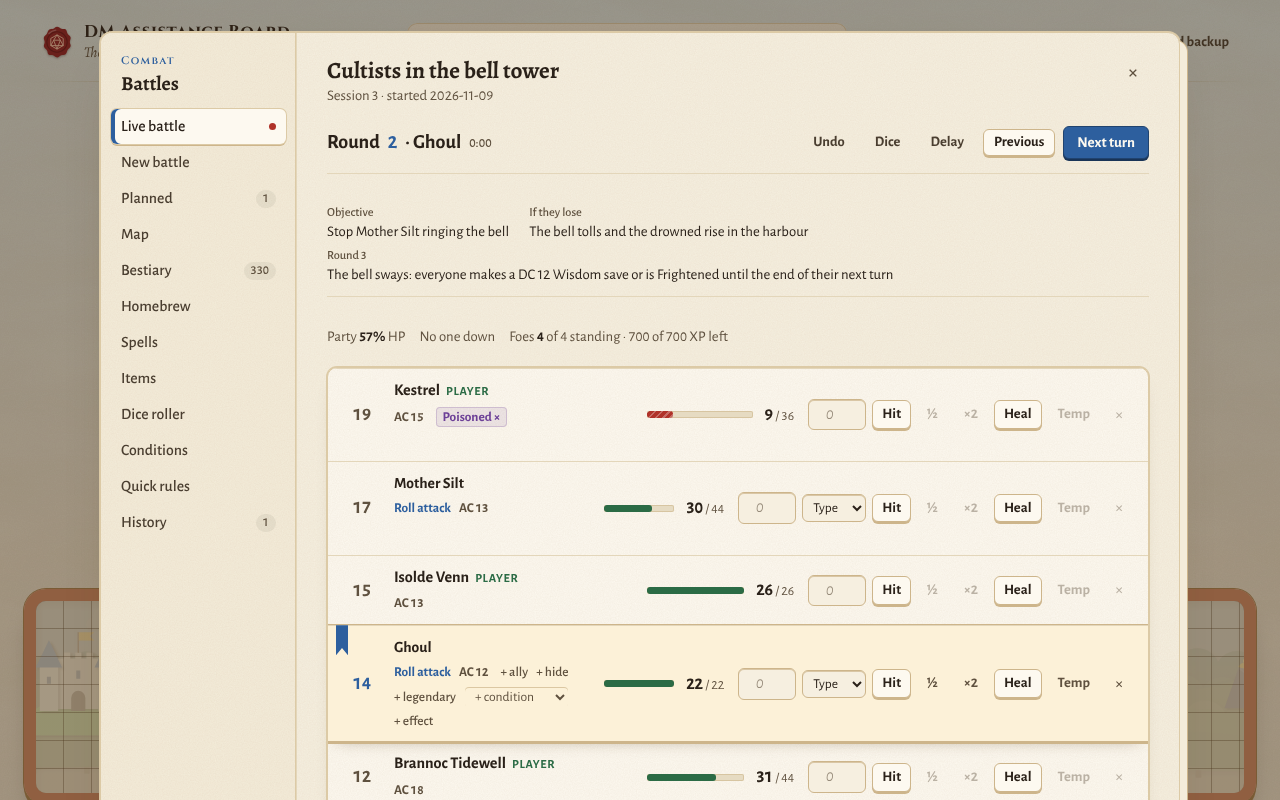 DM Assistance Board
The
d backup
Combat
Battles
Live battle
New battle
Planned 1
Map
Bestiary 330
Homebrew
Spells
Items
Dice roller
Conditions
Quick rules
History 1
Cultists in the bell tower ×
Session 3 · started 2026-11-09
Round 2 · Ghoul 0:00 Undo Dice Delay Previous Next turn
Objective If they lose
Stop Mother Silt ringing the bell The bell tolls and the drowned rise in the harbour
Round 3
The bell sways: everyone makes a DC 12 Wisdom save or is Frightened until the end of their next turn
Party 57% HP No one down Foes 4 of 4 standing · 700 of 700 XP left
Kestrel PLAYER
19 AC 15 Poisoned × 9 / 36 0 Hit ½ ×2 Heal Temp ×
Mother Silt
17 Roll attack AC 13 30 / 44 0 Type Hit ½ ×2 Heal Temp ×
Isolde Venn PLAYER
15 AC 13 26 / 26 0 Hit ½ ×2 Heal Temp ×
Ghoul
Roll attack AC 12 + ally + hide
14 + legendary + condition 22 / 22 0 Type Hit ½ ×2 Heal Temp ×
+ effect
Brannoc Tidewell PLAYER
12 AC 18 31 / 44 0 Hit ½ ×2 Heal Temp ×